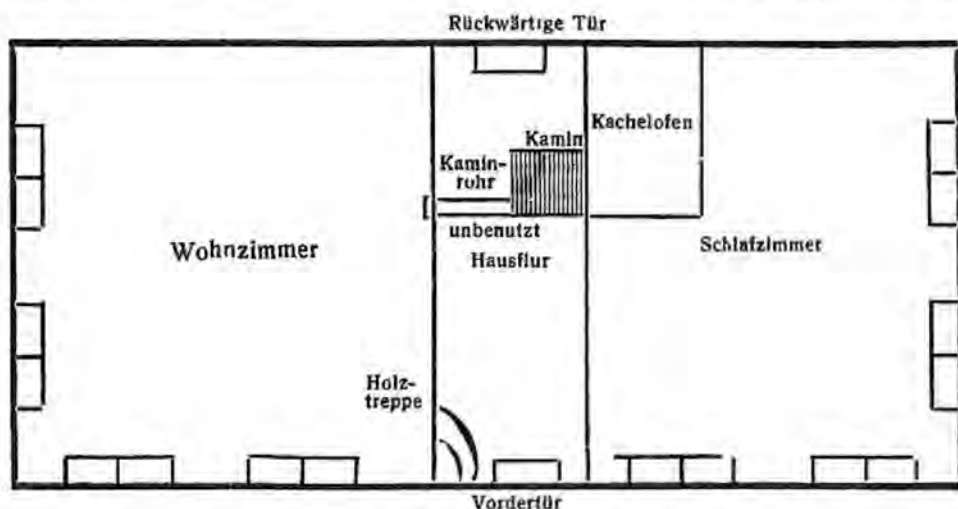 Rückwärtige Tür
Kachelofen
Kamin
Kamin-
rohr
unbenutzt
Hausflur
Wohnzimmer
Schlafzimmer
Holz-
treppe
Vordertür